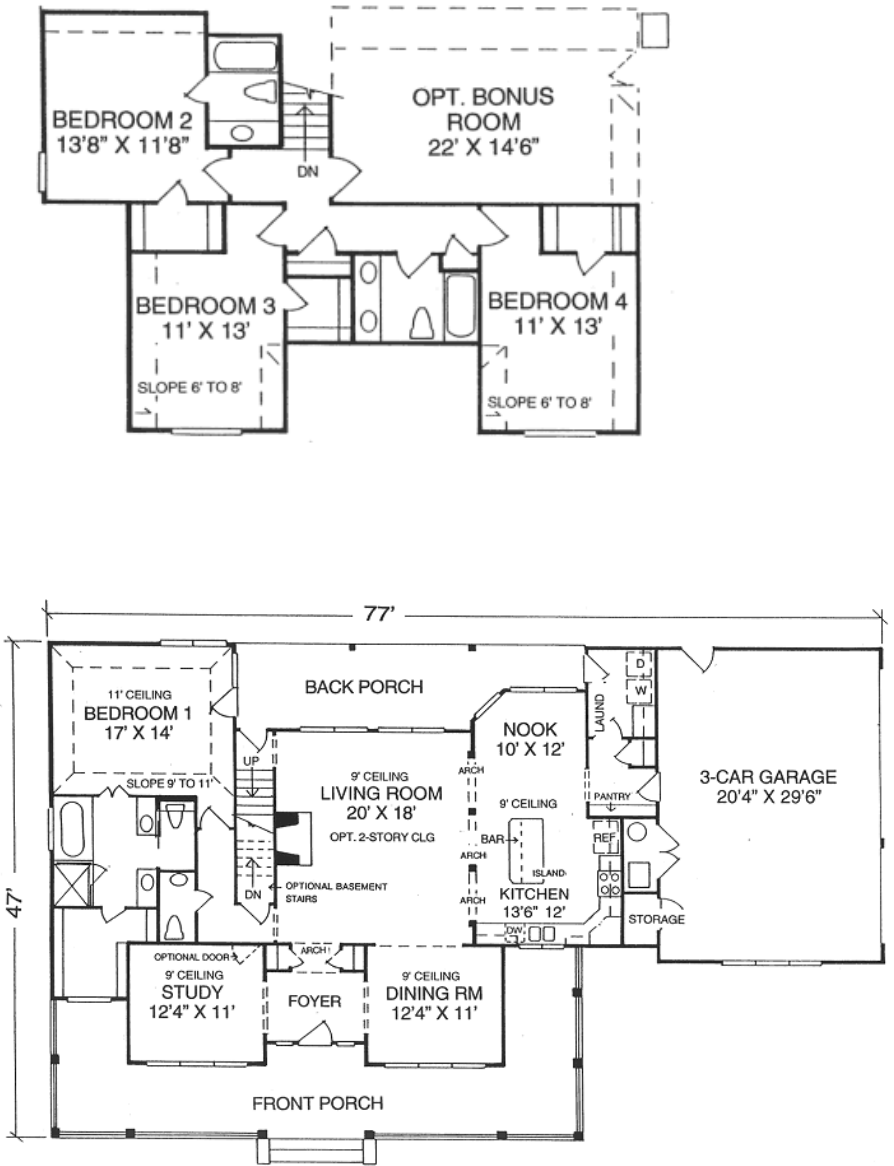 BEDROOM 2
13'8" X 11'8"
OPT. BONUS
ROOM
22' X 14'6"
DN
BEDROOM 3
11' X 13'
SLOPE 6' TO 8'
BEDROOM 4
11' X 13'
SLOPE 6' TO 8'
77'
47'
11' CEILING
BEDROOM 1
17' X 14'
SLOPE 9' TO 11'
BACK PORCH
UP
9' CEILING
LIVING ROOM
20' X 18'
OPT. 2-STORY CLG
DN
OPTIONAL BASEMENT
STAIRS
ARCH
ARCH
ARCH
NOOK
10' X 12'
9' CEILING
BAR
ISLAND
KITCHEN
13'6" 12'
DW
REF
PANTRY
LAUND
D
W
3-CAR GARAGE
20'4" X 29'6"
STORAGE
OPTIONAL DOOR
9' CEILING
STUDY
12'4" X 11'
ARCH
FOYER
9' CEILING
DINING RM
12'4" X 11'
FRONT PORCH